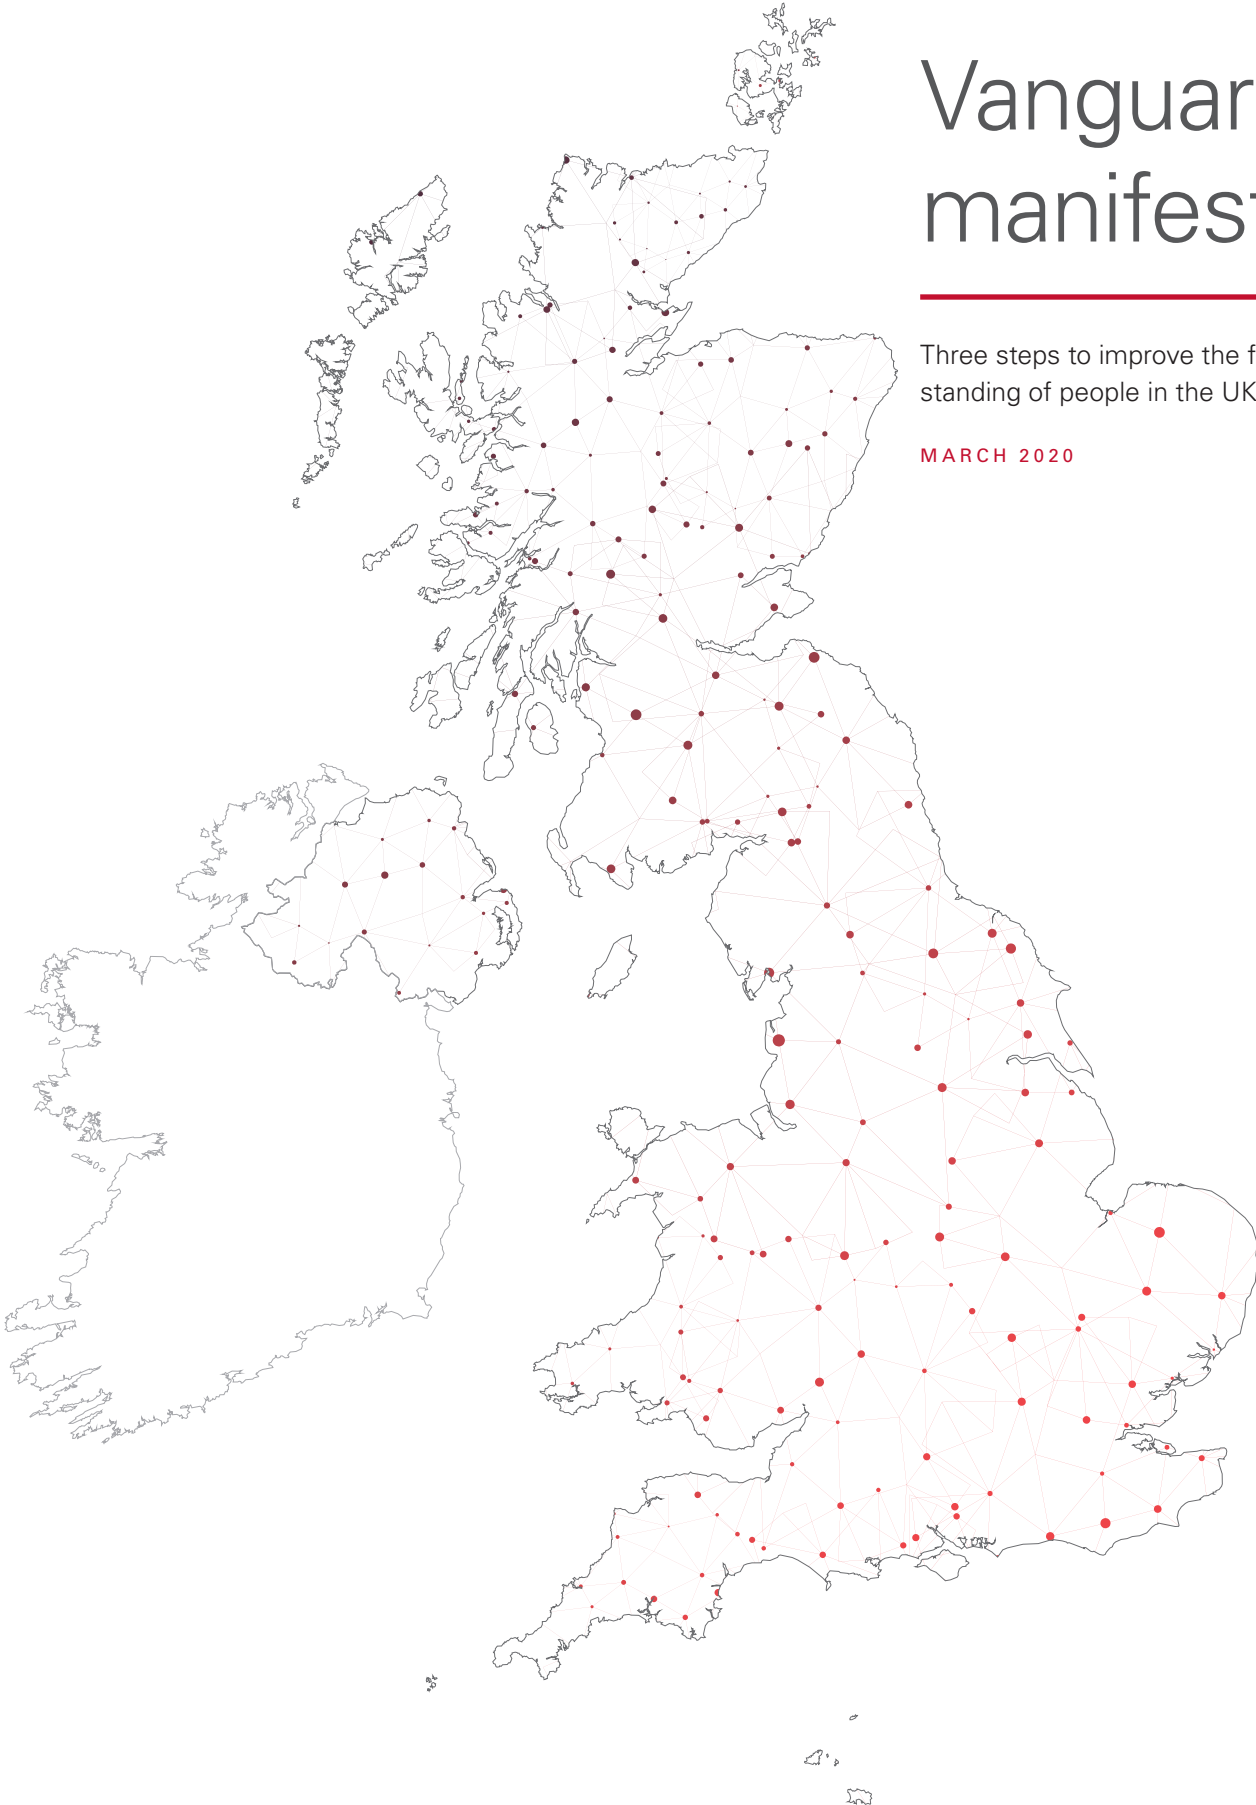 Vanguar
manifest
Three steps to improve the f
standing of people in the UK
MARCH 2020